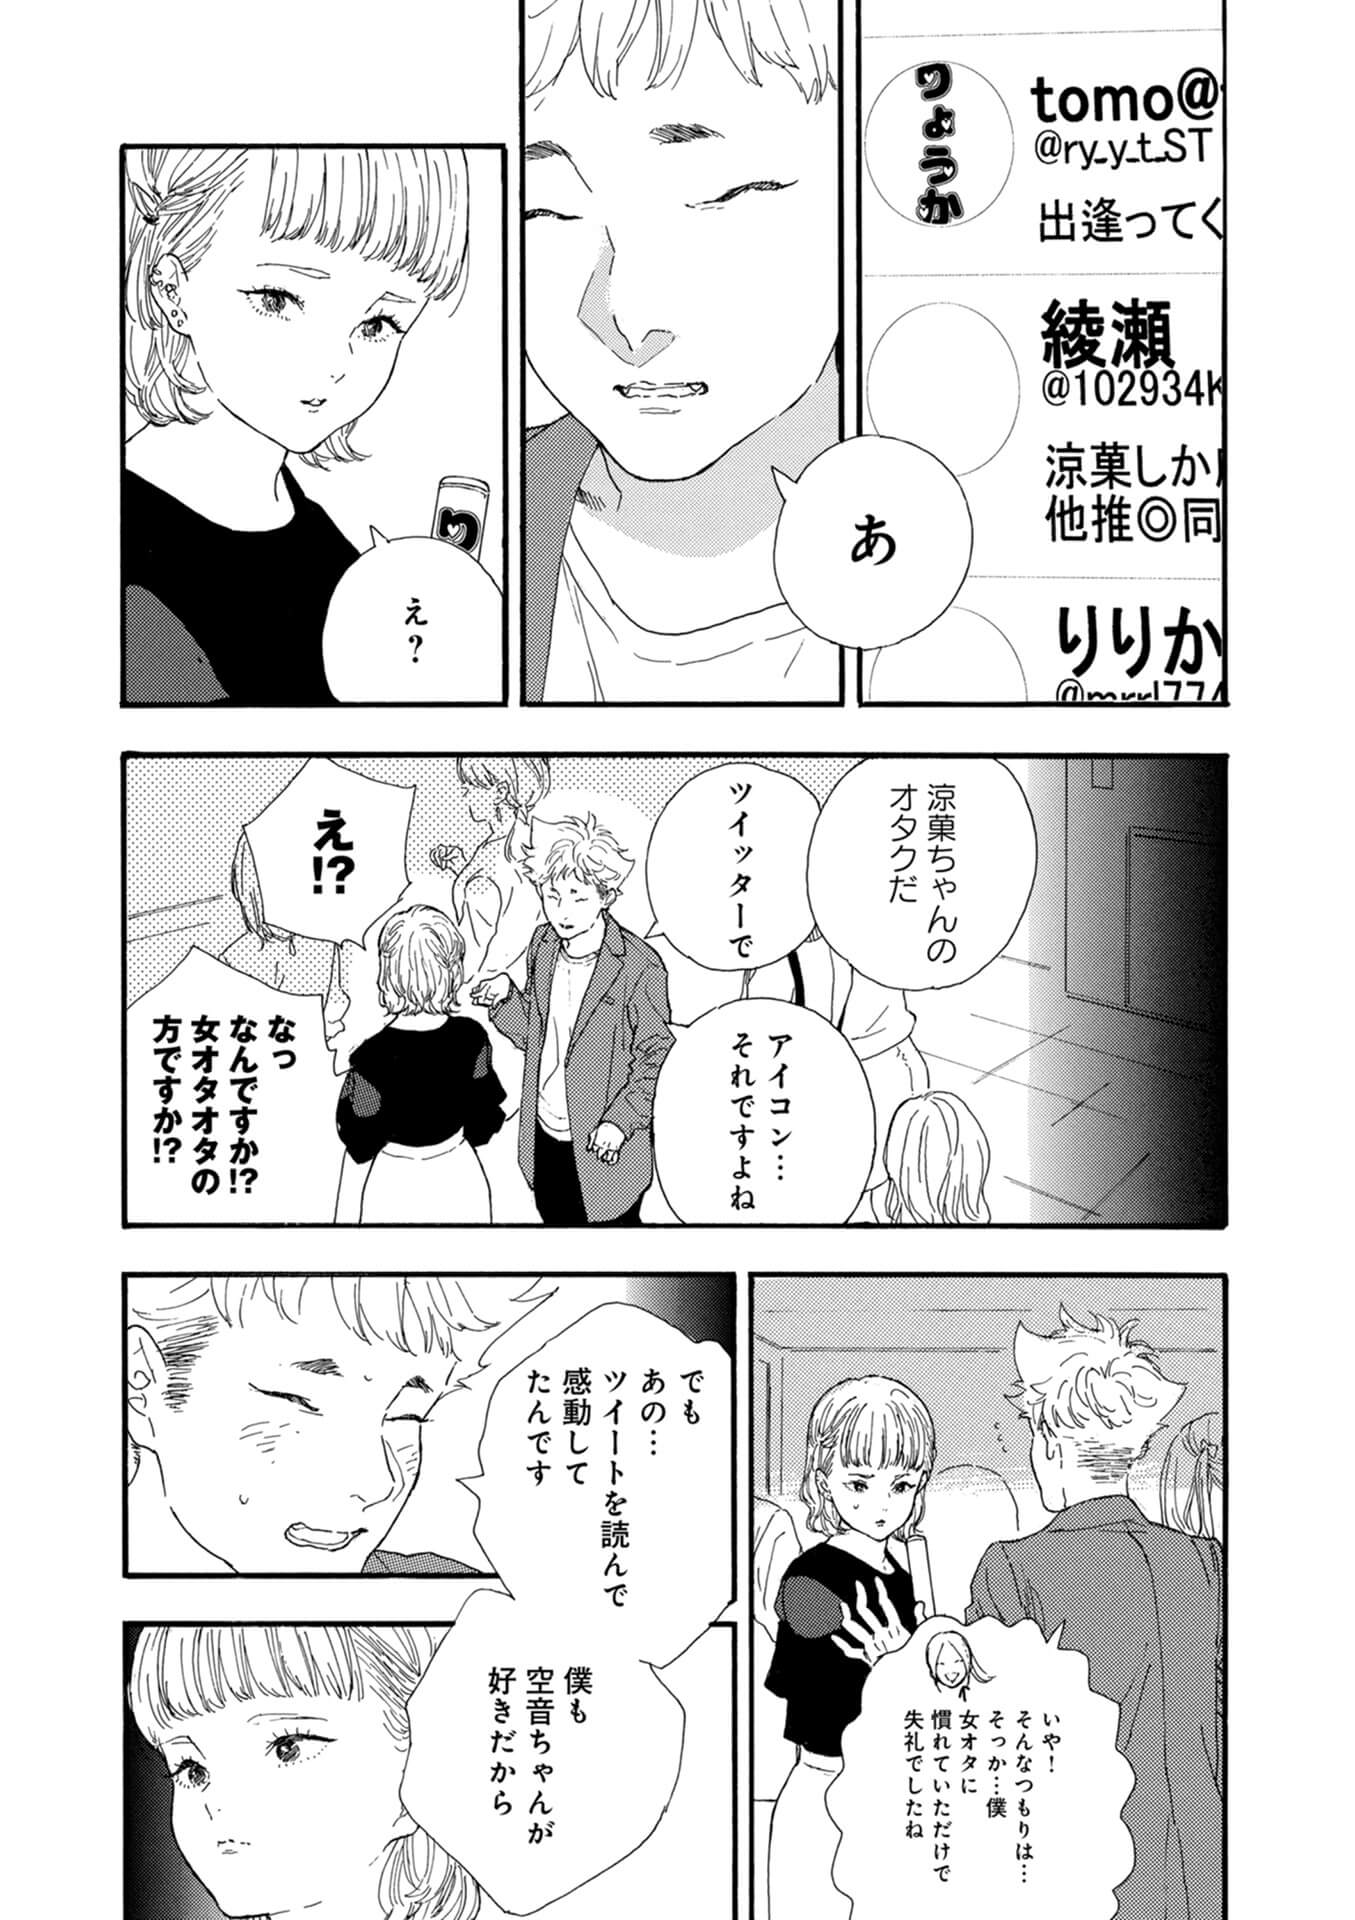 りょうか
tomo@
@ry_y_t_ST
出逢ってく
綾瀬
@102934K
涼菓しか
他推◎同
りりか
@mrrl774
あ
り
え?
涼菓ちゃんの
オタクだ
ツイッターで
アイコン…
それですよね
え!?
なっ
なんですか!?
女オタオタの
方ですか!?
いや!
そんなつもりは…
そっか…僕
女オタに
慣れていただけで
失礼でしたね
でも
あの…
ツイートを読んで
感動して
たんです
僕も
空音ちゃんが
好きだから